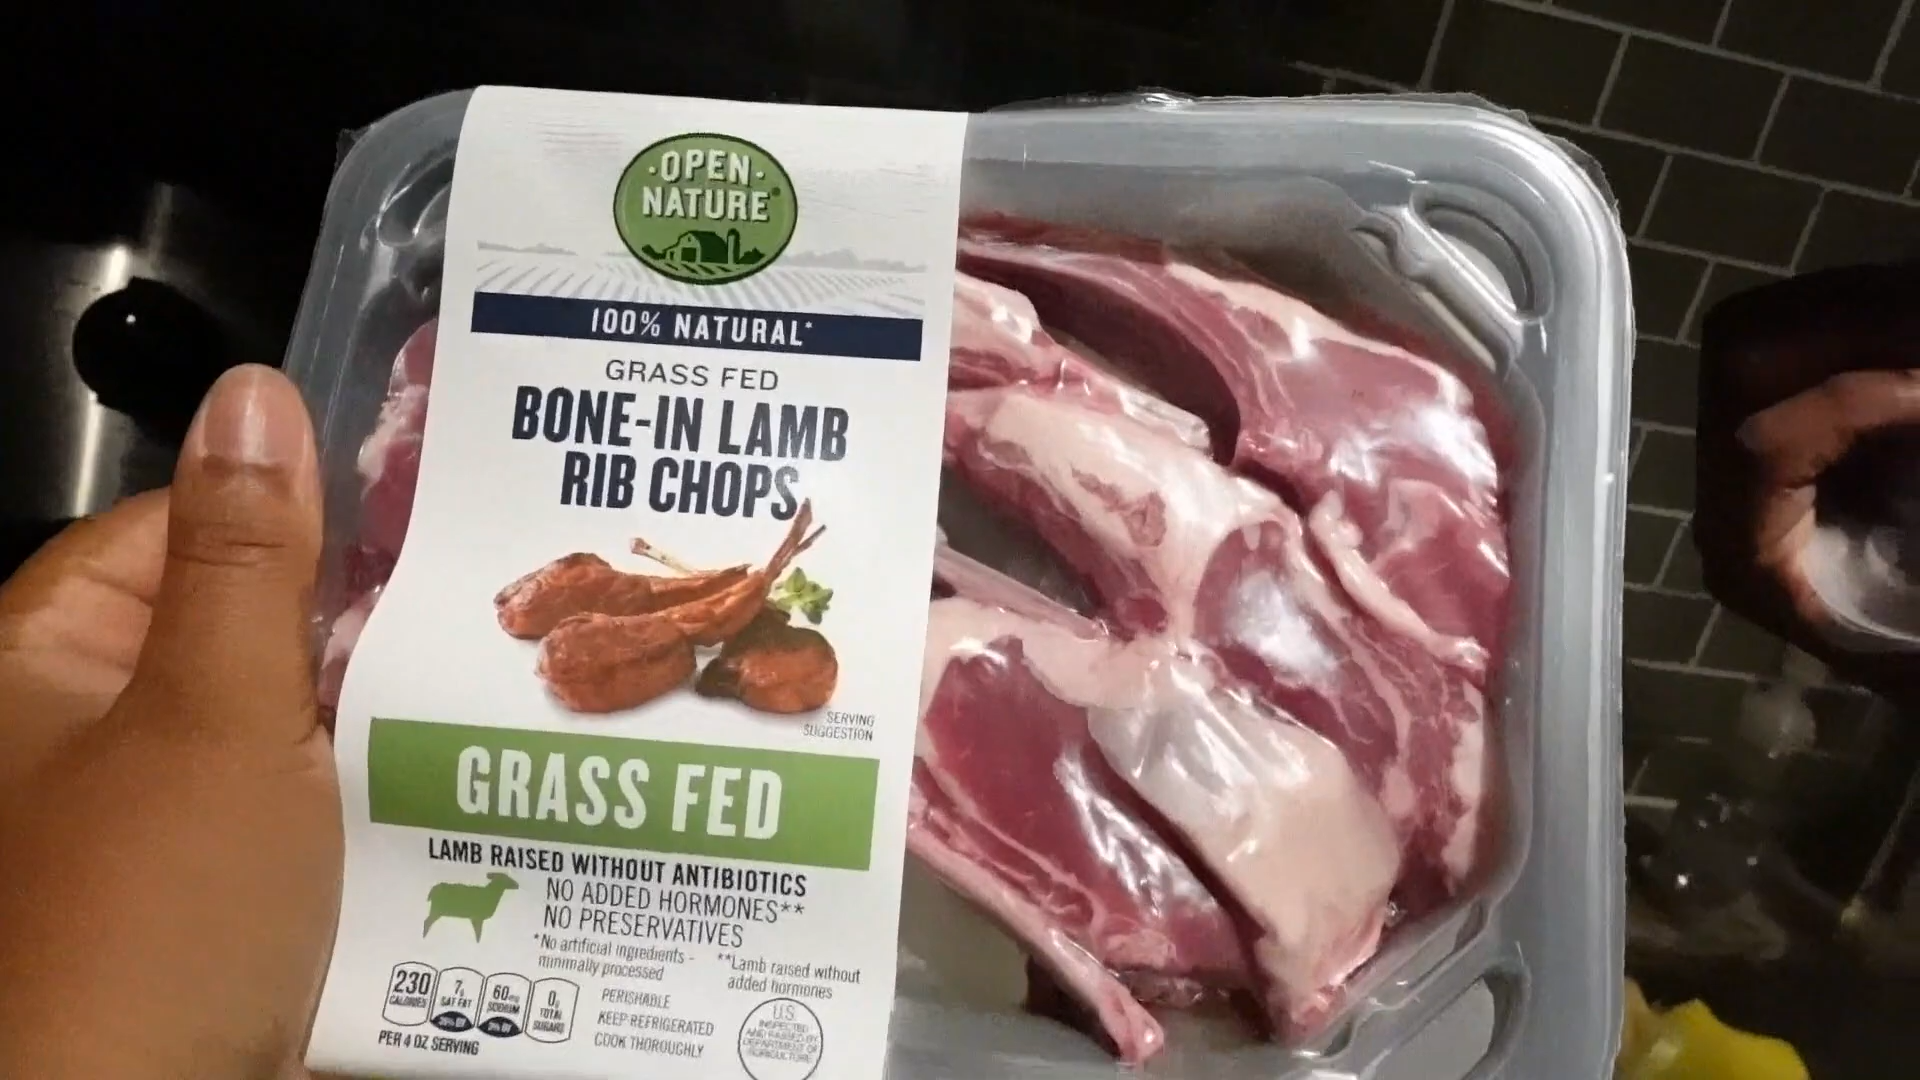 ·OPEN·
NATURE®
100% NATURAL*
GRASS FED
BONE-IN LAMB
RIB CHOPS
SERVING
SUGGESTION
GRASS FED
LAMB RAISED WITHOUT ANTIBIOTICS
NO ADDED HORMONES**
NO PRESERVATIVES
*No artificial ingredients -
minimally processed
**Lamb raised without
added hormones
230
CALORIES
7g
SAT FAT
60mg
SODIUM
3% DV
0g
TOTAL
SUGARS
PER 4 OZ SERVING
PERISHABLE
KEEP REFRIGERATED
COOK THOROUGHLY
U.S.
INSPECTED
AND PASSED BY
DEPARTMENT OF
AGRICULTURE